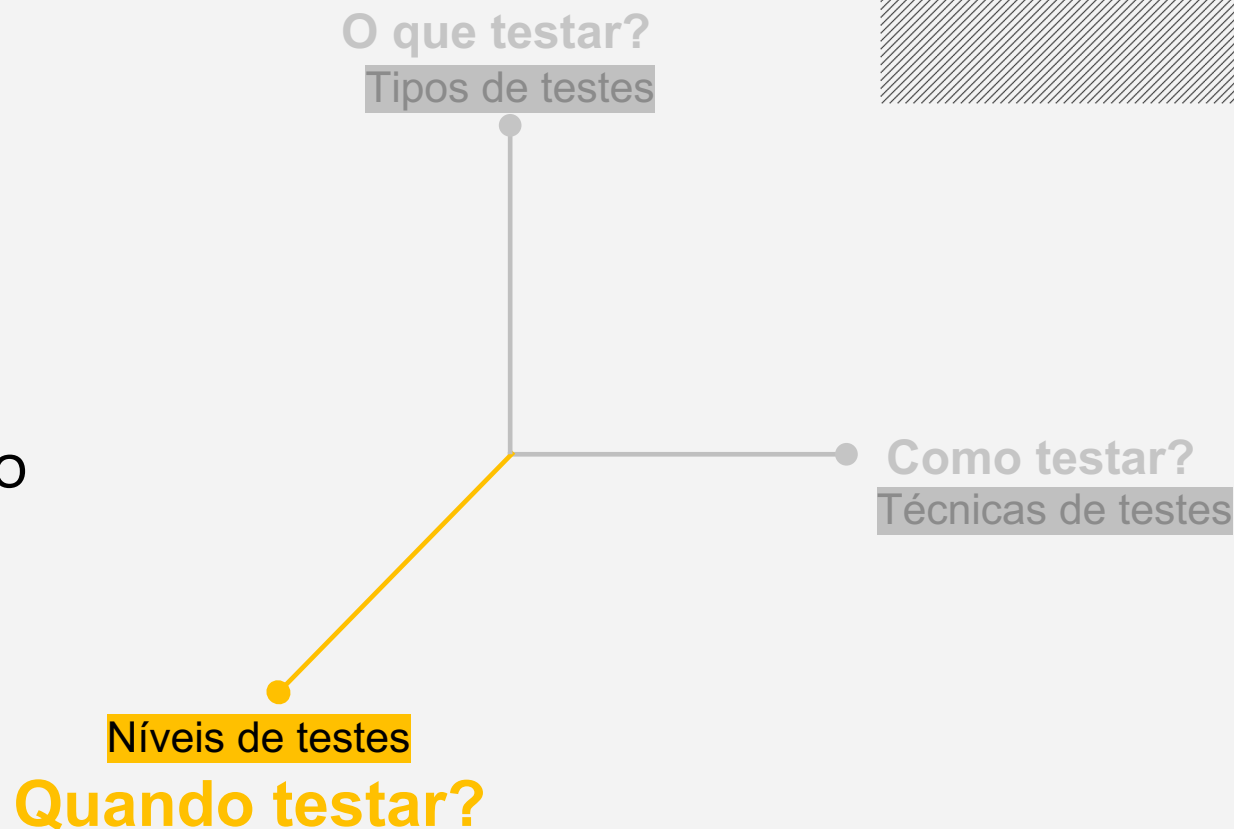 O que testar?
Tipos de testes
Como testar?
Técnicas de testes
Níveis de testes
Quando testar?